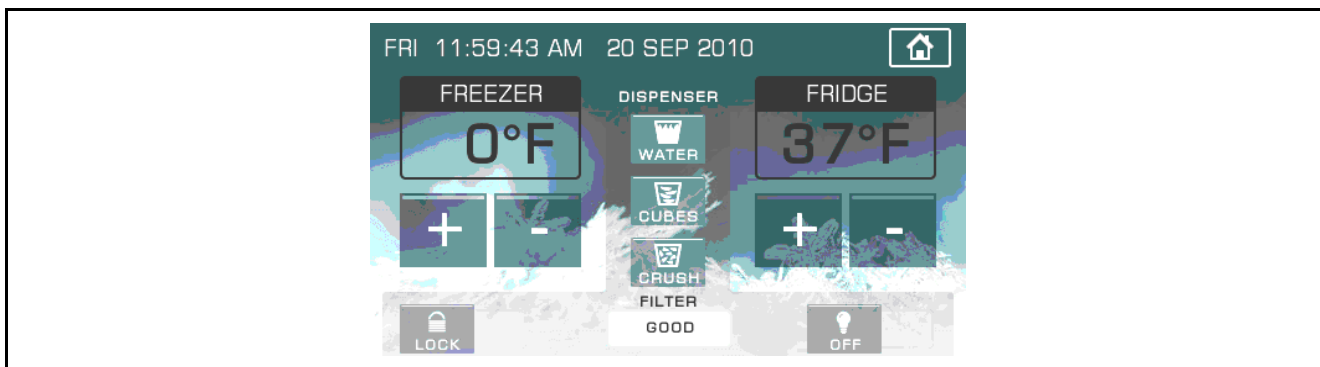 FRI 11:59:43 AM 20 SEP 2010
FREEZER
0°F
+ -
DISPENSER
WATER
CUBES
CRUSH
FILTER
GOOD
FRIDGE
37°F
+ -
LOCK
OFF